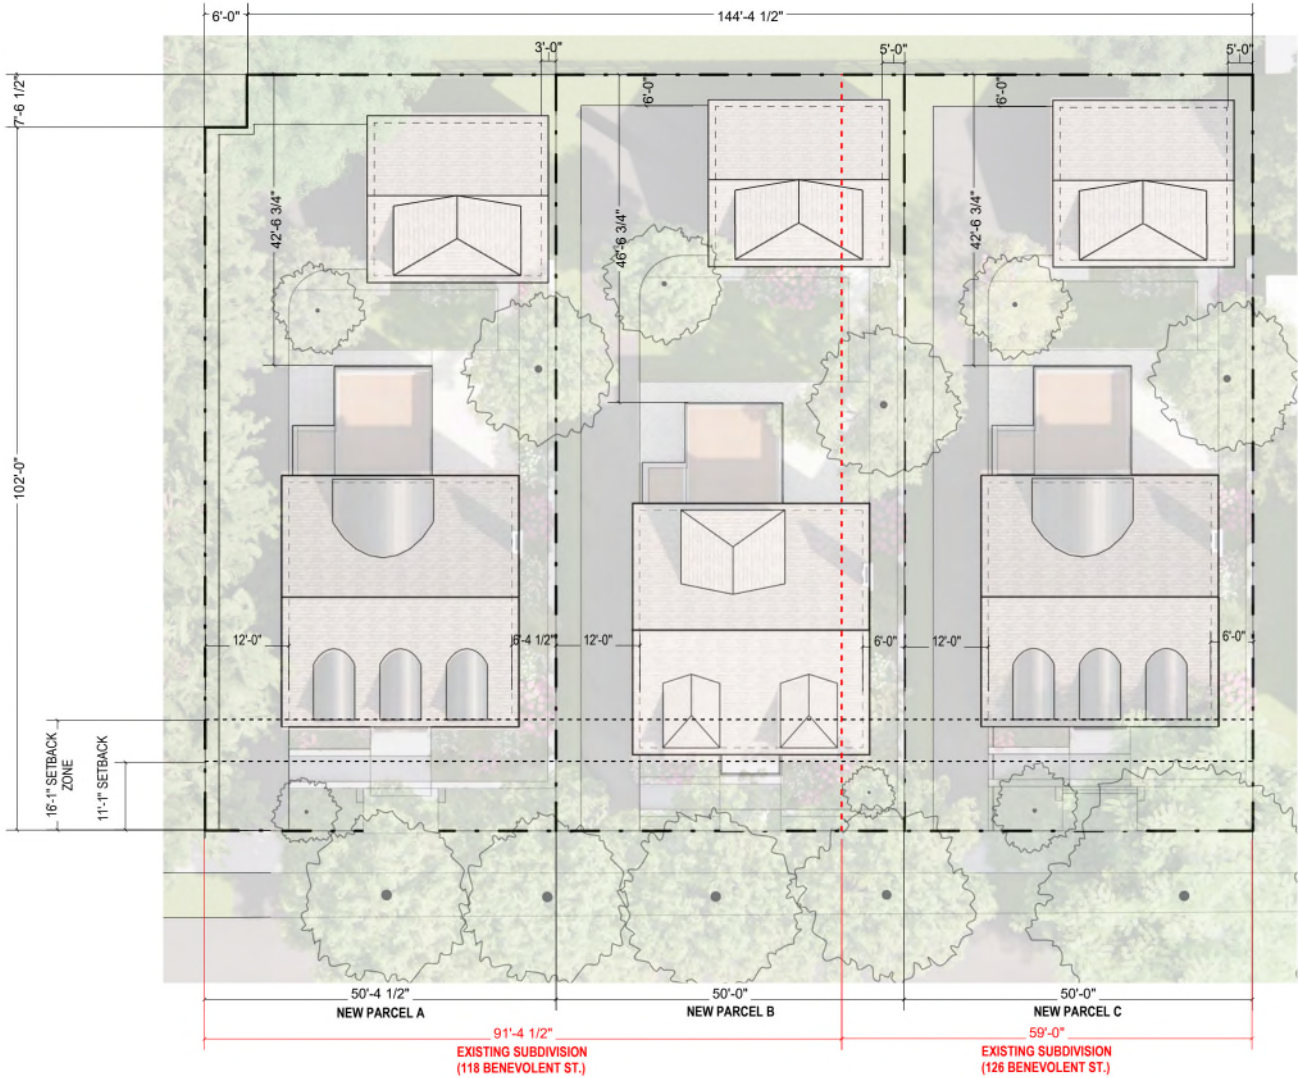 6'-0"
144'-4 1/2"
3'-0"
5'-0"
5'-0"
7'-6 1/2"
6'-0"
6'-0"
42'-6 3/4"
46'-6 3/4"
42'-6 3/4"
102'-0"
12'-0"
6'-4 1/2"
12'-0"
6'-0"
12'-0"
6'-0"
16'-1" SETBACK
ZONE
11'-1" SETBACK
50'-4 1/2"
50'-0"
50'-0"
NEW PARCEL A
NEW PARCEL B
NEW PARCEL C
91'-4 1/2"
59'-0"
EXISTING SUBDIVISION
(118 BENEVOLENT ST.)
EXISTING SUBDIVISION
(126 BENEVOLENT ST.)